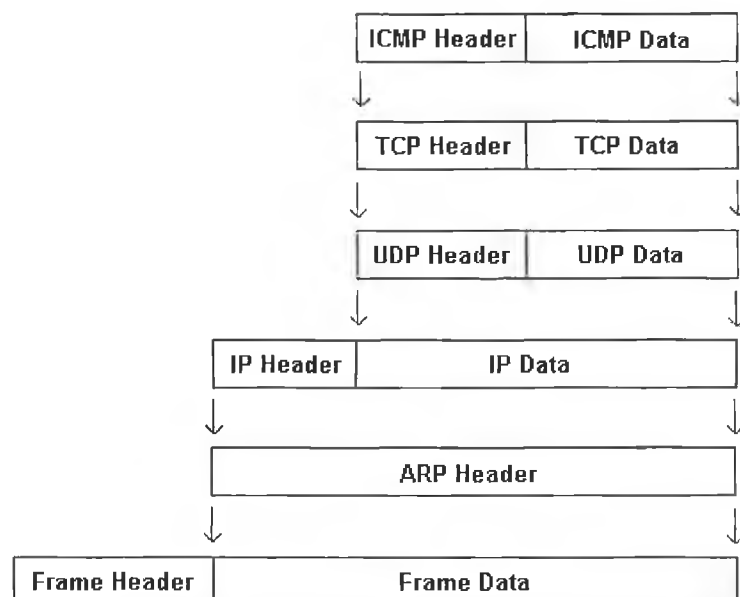 ICMP Header ICMP Data
TCP Header TCP Data
UDP Header UDP Data
IP Header IP Data
ARP Header
Frame Header Frame Data